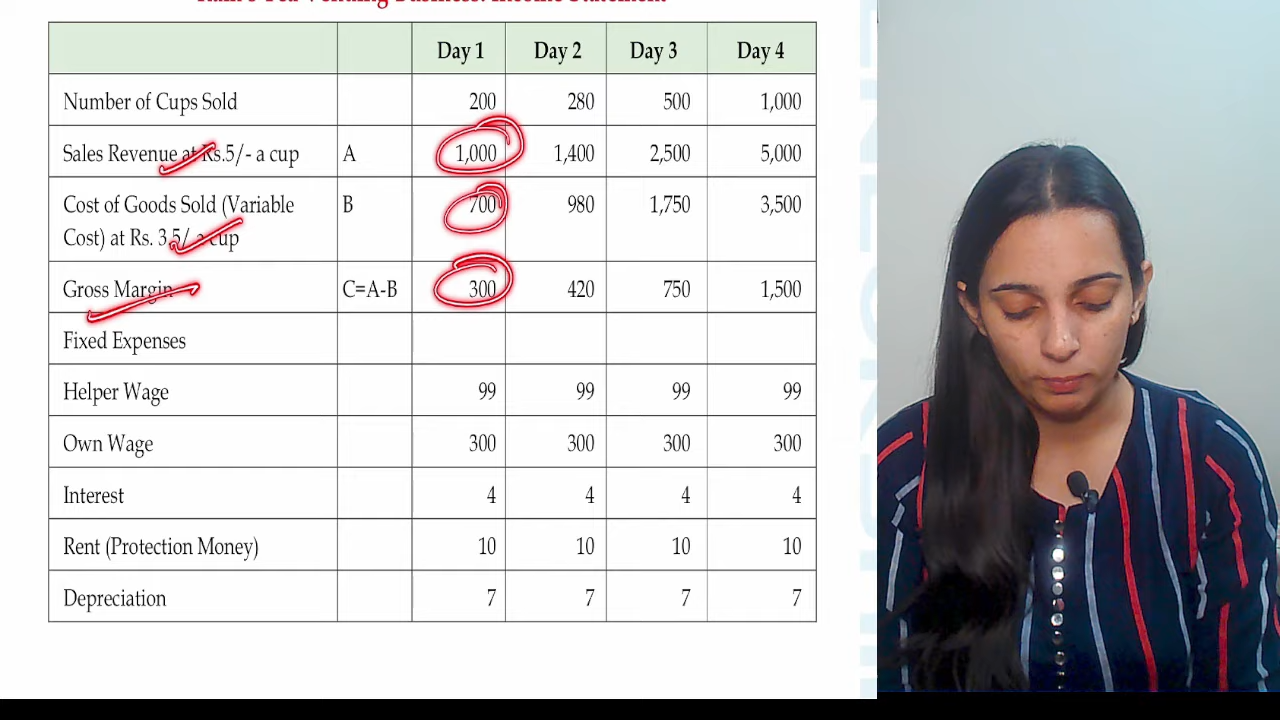 Day 1 Day 2 Day 3 Day 4
Number of Cups Sold 200 280 500 1,000
Sales Revenue at Rs.5/- a cup A 1,000 1,400 2,500 5,000
Cost of Goods Sold (Variable B 700 980 1,750 3,500
Cost) at Rs. 3.5/- a cup
Gross Margin C=A-B 300 420 750 1,500
Fixed Expenses
Helper Wage 99 99 99 99
Own Wage 300 300 300 300
Interest 4 4 4 4
Rent (Protection Money) 10 10 10 10
Depreciation 7 7 7 7